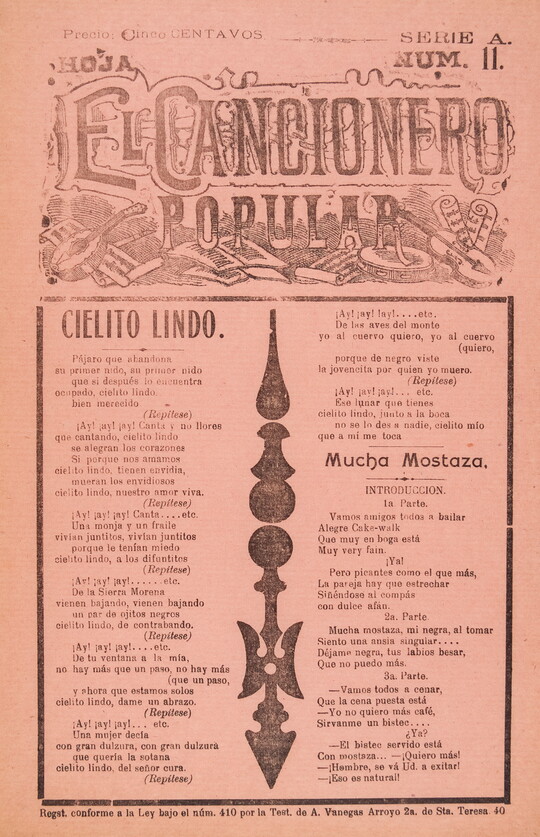 Precio: Cinco CENTAVOS
SERIE A.
HOJA
NUM. 11.
EL CANCIONERO
POPULAR
CIELITO LINDO.
Pájaro que abandona
su primer nido, su primer nido
que si después lo encuentra
ocupado, cielito lindo,
bien merecido
(Repítese)
¡Ay! ¡ay! ¡ay! Canta y no llores
que cantando, cielito lindo
se alegran los corazones
Si porque nos amamos
cielito lindo, tienen envidia,
mueran los envidiosos
cielito lindo, nuestro amor viva.
(Repítese)
¡Ay! ¡ay! ¡ay! Canta....etc.
Una monja y un fraile
vivían juntitos, vivían juntitos
porque le tenían miedo
cielito lindo, a los difuntitos
(Repítese)
¡Ay! ¡ay! ¡ay!......etc.
De la Sierra Morena
vienen bajando, vienen bajando
un par de ojitos negros
cielito lindo, de contrabando.
(Repítese)
¡Ay! ¡ay! ¡ay!....etc.
De tu ventana a la mía,
no hay más que un paso, no hay más
(que un paso,
y ahora que estamos solos
cielito lindo, dame un abrazo.
(Repítese)
¡Ay! ¡ay! ¡ay!... etc.
Una mujer decía
con gran dulzura, con gran dulzura
que quería la sotana
cielito lindo, del señor cura.
(Repítese)
¡Ay! ¡ay! ¡ay!....etc.
De las aves del monte
yo al cuervo quiero, yo al cuervo
(quiero,
porque de negro viste
la jovencita por quien yo muero.
(Repítese)
¡Ay! ¡ay! ¡ay!... etc.
Ese lunar que tienes
cielito lindo, junto a la boca
no se lo des a nadie, cielito mío
que a mí me toca
Mucha Mostaza.
INTRODUCCION.
1a Parte.
Vamos amigos todos a bailar
Alegre Cake-walk
Que muy en boga está
Muy very fain.
¡Ya!
Pero picantes como el que más,
La pareja hay que estrechar
Siñéndose al compás
con dulce afán.
2a. Parte
Mucha mostaza, mi negra, al tomar
Siento una ansia singular....
Déjame negra, tus labios besar,
Que no puedo más.
3a. Parte.
—Vamos todos a cenar,
Que la cena puesta está
—Yo no quiero más café,
Sírvanme un bistec....
¿Ya?
—El bistec servido está
Con mostaza... —¡Quiero más!
—¡Hombre, se vá Ud. a exitar!
—¡Eso es natural!
Regst. conforme a la Ley bajo el núm. 410 por la Test. de A. Vanegas Arroyo 2a. de Sta. Teresa 40